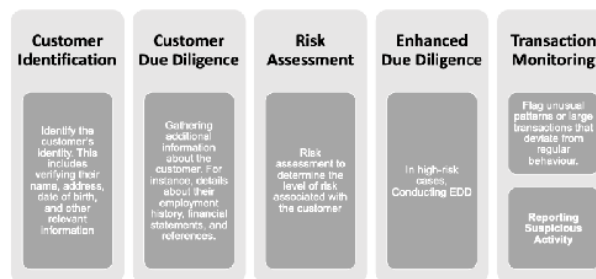 Customer
Identification
Identify the
customer's
identity. This
includes
verifying their
name, address,
date of birth,
and other
relevant
information
Customer
Due Diligence
Gathering
additional
information
about the
customer. For
instance, details
about their
employment
history, financial
statements, and
references.
Risk
Assessment
Risk
assessment to
determine the
level of risk
associated with
the customer
Enhanced
Due Diligence
In high-risk
cases,
Conducting EDD
Transaction
Monitoring
Flag unusual
patterns or large
transactions that
deviate from
regular
behaviour.
Reporting
Suspicious
Activity